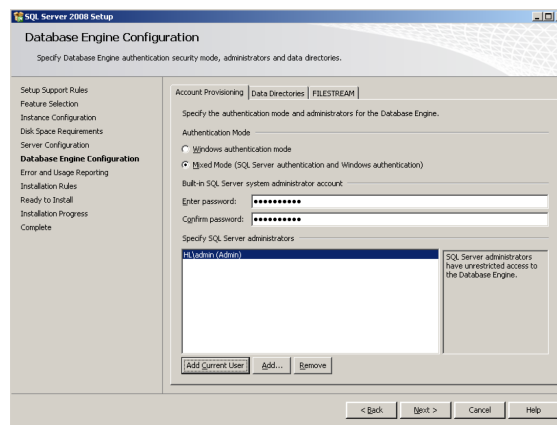 SQL Server 2008 Setup
Database Engine Configuration
Specify Database Engine authentication security mode, administrators and data directories.
Setup Support Rules
Feature Selection
Instance Configuration
Disk Space Requirements
Server Configuration
Database Engine Configuration
Error and Usage Reporting
Installation Rules
Ready to Install
Installation Progress
Complete
Account Provisioning Data Directories FILESTREAM
Specify the authentication mode and administrators for the Database Engine.
Authentication Mode
Windows authentication mode
Mixed Mode (SQL Server authentication and Windows authentication)
Built-in SQL Server system administrator account
Enter password: ●●●●●●●●●●
Confirm password: ●●●●●●●●●●
Specify SQL Server administrators
HL\admin (Admin)
SQL Server administrators
have unrestricted access to
the Database Engine.
Add Current User Add... Remove
< Back Next > Cancel Help